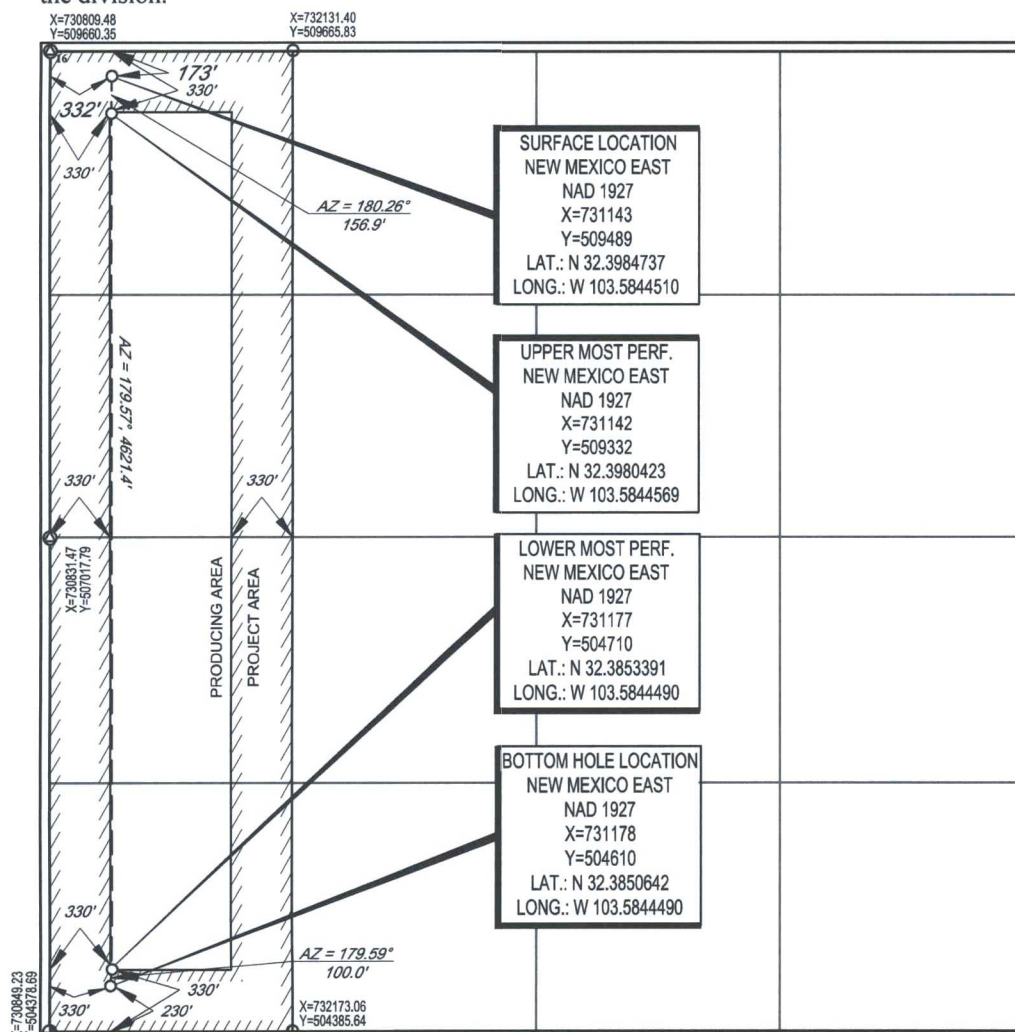 the division.
X=730809.48
Y=509660.35
X=732131.40
Y=509665.83
16
173'
330'
332'
330'
AZ = 180.26°
156.9'
SURFACE LOCATION
NEW MEXICO EAST
NAD 1927
X=731143
Y=509489
LAT.: N 32.3984737
LONG.: W 103.5844510
UPPER MOST PERF.
NEW MEXICO EAST
NAD 1927
X=731142
Y=509332
LAT.: N 32.3980423
LONG.: W 103.5844569
AZ = 179.57°, 4621.4'
330'
330'
X=730831.47
Y=507017.79
PRODUCING AREA
PROJECT AREA
LOWER MOST PERF.
NEW MEXICO EAST
NAD 1927
X=731177
Y=504710
LAT.: N 32.3853391
LONG.: W 103.5844490
BOTTOM HOLE LOCATION
NEW MEXICO EAST
NAD 1927
X=731178
Y=504610
LAT.: N 32.3850642
LONG.: W 103.5844490
330'
AZ = 179.59°
100.0'
330'
330'
230'
X=730849.23
Y=504378.69
X=732173.06
Y=504385.64